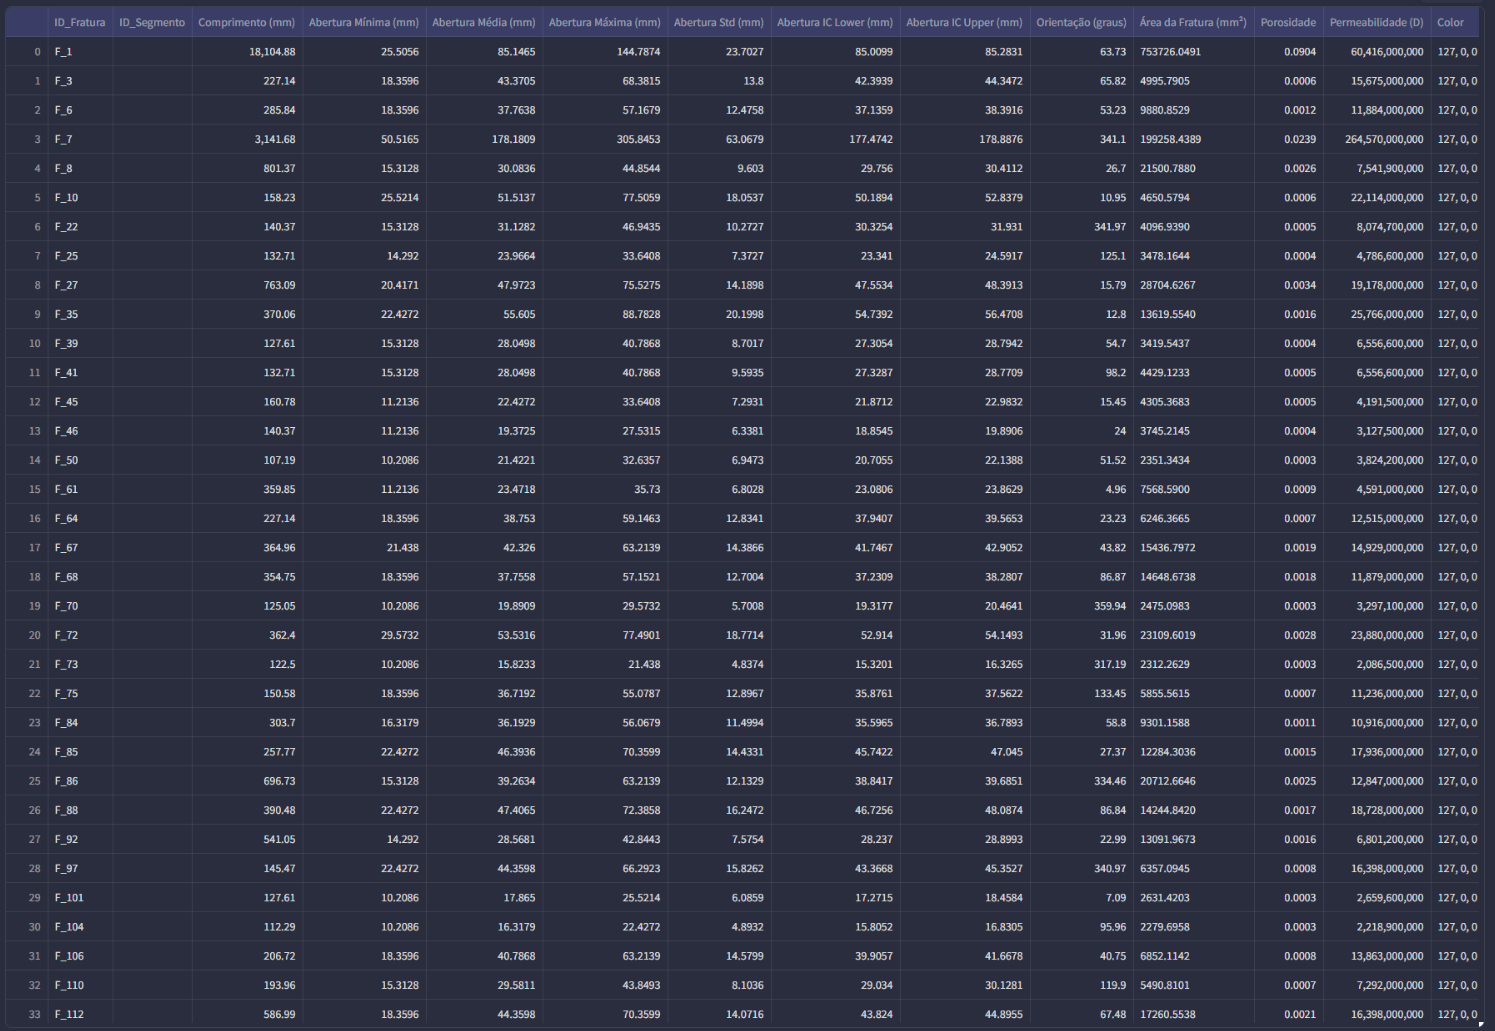 ID_Fratura ID_Segmento Comprimento (mm) Abertura Mínima (mm) Abertura Média (mm) Abertura Máxima (mm) Abertura Std (mm) Abertura IC Lower (mm) Abertura IC Upper (mm) Orientação (graus) Área da Fratura (mm²) Porosidade Permeabilidade (D) Color
0 F_1 18,104.88 25.5056 85.1465 144.7874 23.7027 85.0099 85.2831 63.73 753726.0491 0.0904 60,416,000,000 127, 0, 0
1 F_3 227.14 18.3596 43.3705 68.3815 13.8 42.3939 44.3472 65.82 4995.7905 0.0006 15,675,000,000 127, 0, 0
2 F_6 285.84 18.3596 37.7638 57.1679 12.4758 37.1359 38.3916 53.23 9880.8529 0.0012 11,884,000,000 127, 0, 0
3 F_7 3,141.68 50.5165 178.1809 305.8453 63.0679 177.4742 178.8876 341.1 199258.4389 0.0239 264,570,000,000 127, 0, 0
4 F_8 801.37 15.3128 30.0836 44.8544 9.603 29.756 30.4112 26.7 21500.7880 0.0026 7,541,900,000 127, 0, 0
5 F_10 158.23 25.5214 51.5137 77.5059 18.0537 50.1894 52.8379 10.95 4650.5794 0.0006 22,114,000,000 127, 0, 0
6 F_22 140.37 15.3128 31.1282 46.9435 10.2727 30.3254 31.931 341.97 4096.9390 0.0005 8,074,700,000 127, 0, 0
7 F_25 132.71 14.292 23.9664 33.6408 7.3727 23.341 24.5917 125.1 3478.1644 0.0004 4,786,600,000 127, 0, 0
8 F_27 763.09 20.4171 47.9723 75.5275 14.1898 47.5534 48.3913 15.79 28704.6267 0.0034 19,178,000,000 127, 0, 0
9 F_35 370.06 22.4272 55.605 88.7828 20.1998 54.7392 56.4708 12.8 13619.5540 0.0016 25,766,000,000 127, 0, 0
10 F_39 127.61 15.3128 28.0498 40.7868 8.7017 27.3054 28.7942 54.7 3419.5437 0.0004 6,556,600,000 127, 0, 0
11 F_41 132.71 15.3128 28.0498 40.7868 9.5935 27.3287 28.7709 98.2 4429.1233 0.0005 6,556,600,000 127, 0, 0
12 F_45 160.78 11.2136 22.4272 33.6408 7.2931 21.8712 22.9832 15.45 4305.3683 0.0005 4,191,500,000 127, 0, 0
13 F_46 140.37 11.2136 19.3725 27.5315 6.3381 18.8545 19.8906 24 3745.2145 0.0004 3,127,500,000 127, 0, 0
14 F_50 107.19 10.2086 21.4221 32.6357 6.9473 20.7055 22.1388 51.52 2351.3434 0.0003 3,824,200,000 127, 0, 0
15 F_61 359.85 11.2136 23.4718 35.73 6.8028 23.0806 23.8629 4.96 7568.5900 0.0009 4,591,000,000 127, 0, 0
16 F_64 227.14 18.3596 38.753 59.1463 12.8341 37.9407 39.5653 23.23 6246.3665 0.0007 12,515,000,000 127, 0, 0
17 F_67 364.96 21.438 42.326 63.2139 14.3866 41.7467 42.9052 43.82 15436.7972 0.0019 14,929,000,000 127, 0, 0
18 F_68 354.75 18.3596 37.7558 57.1521 12.7004 37.2309 38.2807 86.87 14648.6738 0.0018 11,879,000,000 127, 0, 0
19 F_70 125.05 10.2086 19.8909 29.5732 5.7008 19.3177 20.4641 359.94 2475.0983 0.0003 3,297,100,000 127, 0, 0
20 F_72 362.4 29.5732 53.5316 77.4901 18.7714 52.914 54.1493 31.96 23109.6019 0.0028 23,880,000,000 127, 0, 0
21 F_73 122.5 10.2086 15.8233 21.438 4.8374 15.3201 16.3265 317.19 2312.2629 0.0003 2,086,500,000 127, 0, 0
22 F_75 150.58 18.3596 36.7192 55.0787 12.8967 35.8761 37.5622 133.45 5855.5615 0.0007 11,236,000,000 127, 0, 0
23 F_84 303.7 16.3179 36.1929 56.0679 11.4994 35.5965 36.7893 58.8 9301.1588 0.0011 10,916,000,000 127, 0, 0
24 F_85 257.77 22.4272 46.3936 70.3599 14.4331 45.7422 47.045 27.37 12284.3036 0.0015 17,936,000,000 127, 0, 0
25 F_86 696.73 15.3128 39.2634 63.2139 12.1329 38.8417 39.6851 334.46 20712.6646 0.0025 12,847,000,000 127, 0, 0
26 F_88 390.48 22.4272 47.4065 72.3858 16.2472 46.7256 48.0874 86.84 14244.8420 0.0017 18,728,000,000 127, 0, 0
27 F_92 541.05 14.292 28.5681 42.8443 7.5754 28.237 28.8993 22.99 13091.9673 0.0016 6,801,200,000 127, 0, 0
28 F_97 145.47 22.4272 44.3598 66.2923 15.8262 43.3668 45.3527 340.97 6357.0945 0.0008 16,398,000,000 127, 0, 0
29 F_101 127.61 10.2086 17.865 25.5214 6.0859 17.2715 18.4584 7.09 2631.4203 0.0003 2,659,600,000 127, 0, 0
30 F_104 112.29 10.2086 16.3179 22.4272 4.8932 15.8052 16.8305 95.96 2279.6958 0.0003 2,218,900,000 127, 0, 0
31 F_106 206.72 18.3596 40.7868 63.2139 14.5799 39.9057 41.6678 40.75 6852.1142 0.0008 13,863,000,000 127, 0, 0
32 F_110 193.96 15.3128 29.5811 43.8493 8.1036 29.034 30.1281 119.9 5490.8101 0.0007 7,292,000,000 127, 0, 0
33 F_112 586.99 18.3596 44.3598 70.3599 14.0716 43.824 44.8955 67.48 17260.5538 0.0021 16,398,000,000 127, 0, 0